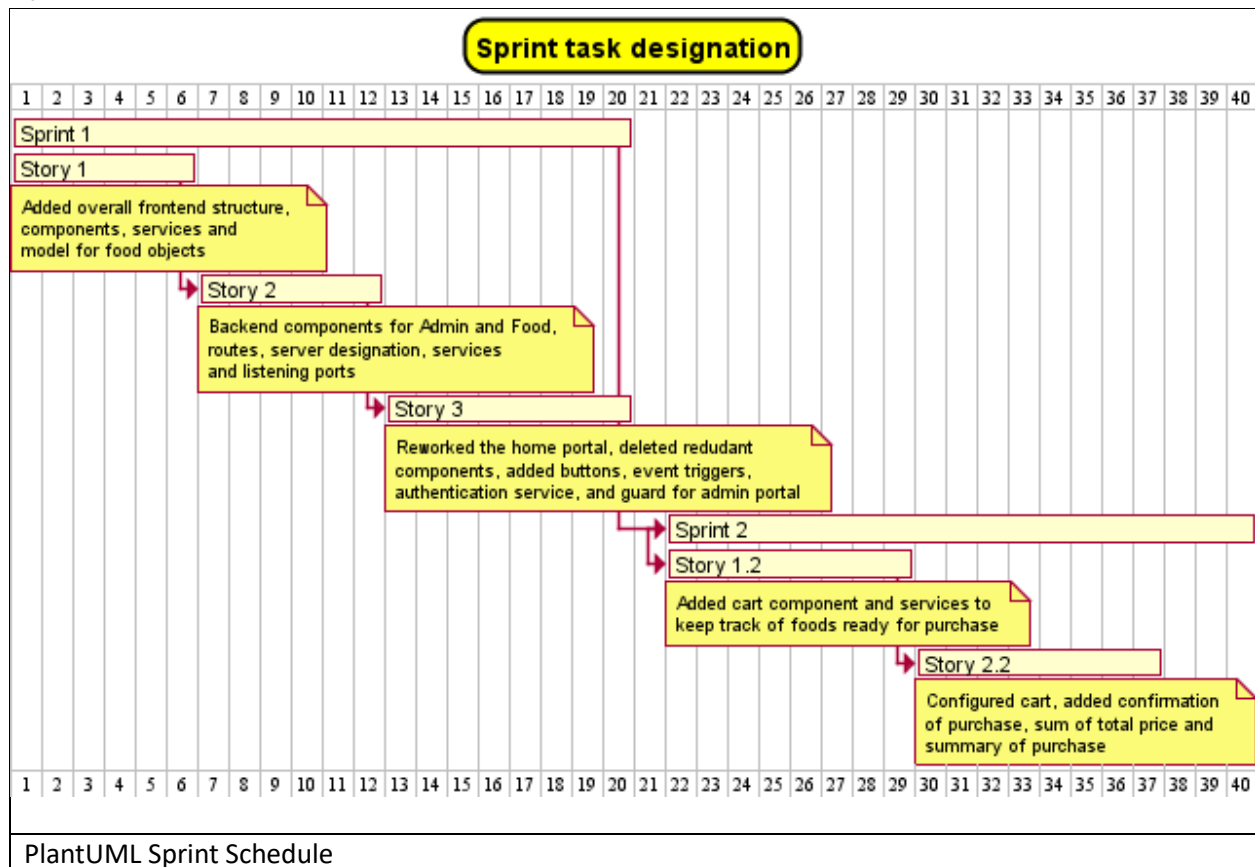 Sprint task designation
1 2 3 4 5 6 7 8 9 10 11 12 13 14 15 16 17 18 19 20 21 22 23 24 25 26 27 28 29 30 31 32 33 34 35 36 37 38 39 40
Sprint 1
Story 1
Added overall frontend structure,
components, services and
model for food objects
Story 2
Backend components for Admin and Food,
routes, server designation, services
and listening ports
Story 3
Reworked the home portal, deleted redudant
components, added buttons, event triggers,
authentication service, and guard for admin portal
Sprint 2
Story 1.2
Added cart component and services to
keep track of foods ready for purchase
Story 2.2
Configured cart, added confirmation
of purchase, sum of total price and
summary of purchase
1 2 3 4 5 6 7 8 9 10 11 12 13 14 15 16 17 18 19 20 21 22 23 24 25 26 27 28 29 30 31 32 33 34 35 36 37 38 39 40
PlantUML Sprint Schedule